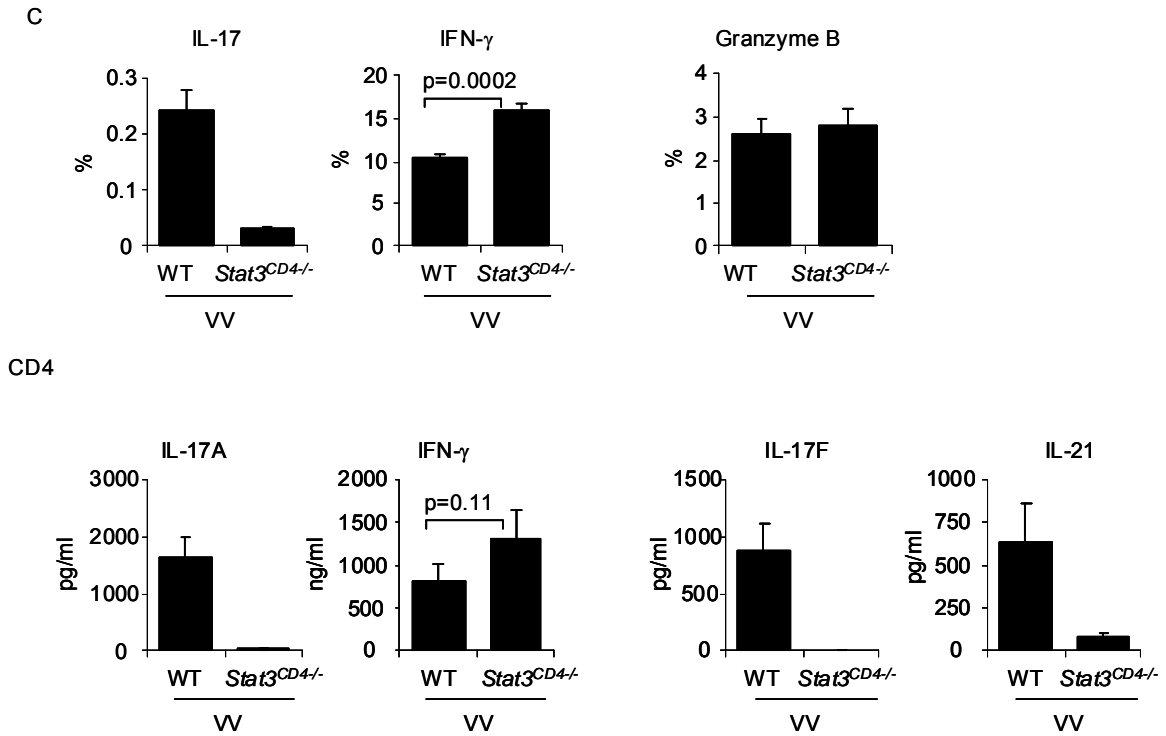 C
IL-17 IFN-γ Granzyme B
0.3 0.2 0.1 0 %
20 15 10 5 0 % p=0.0002
4 3 2 1 0 %
WT Stat3CD4-/- WT Stat3CD4-/- WT Stat3CD4-/-
VV VV VV
CD4
IL-17A IFN-γ IL-17F IL-21
3000 2000 1000 0 pg/ml
2000 1500 1000 500 0 ng/ml p=0.11
1500 1000 500 0 pg/ml
1000 750 500 250 0 pg/ml
WT Stat3CD4-/- WT Stat3CD4-/- WT Stat3CD4-/- WT Stat3CD4-/-
VV VV VV VV